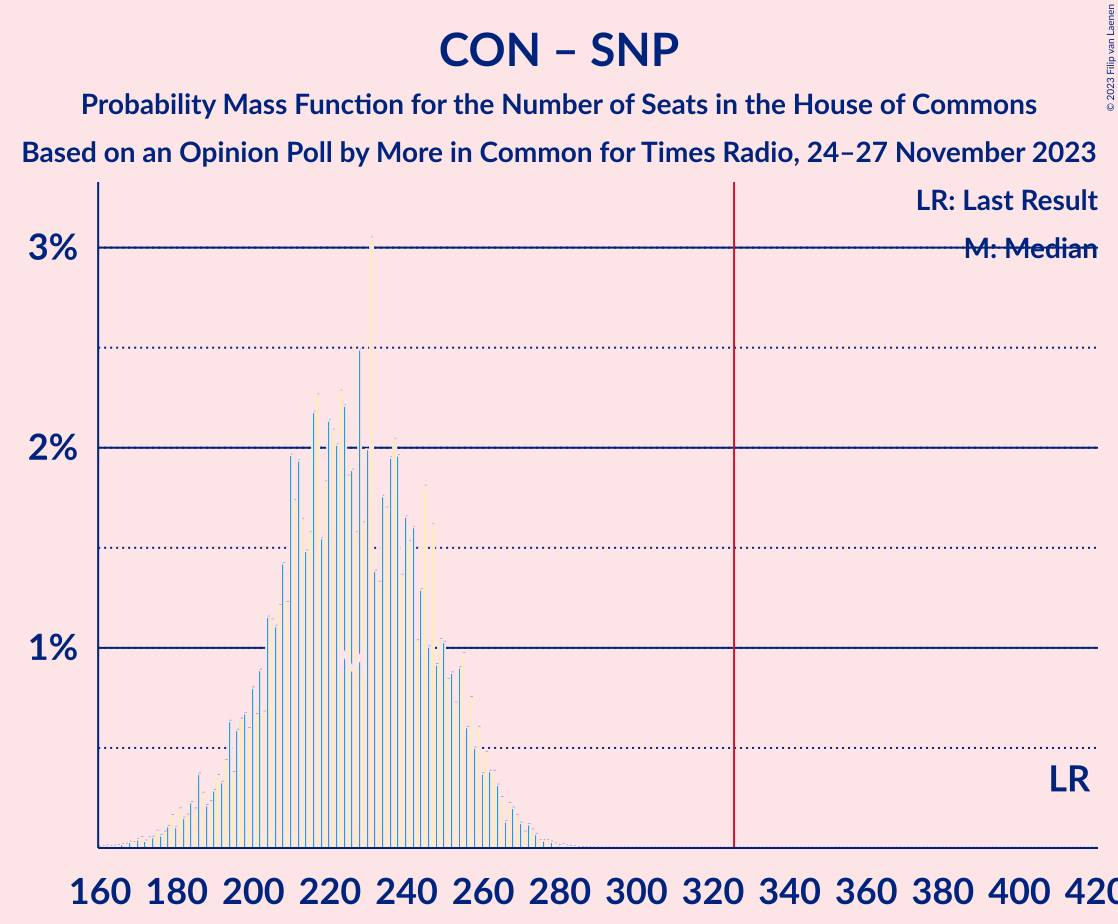 CON – SNP
Probability Mass Function for the Number of Seats in the House of Commons
Based on an Opinion Poll by More in Common for Times Radio, 24–27 November 2023
© 2023 Filip van Laenen
LR: Last Result
M: Median
3%
2%
1%
LR
160 180 200 220 240 260 280 300 320 340 360 380 400 420